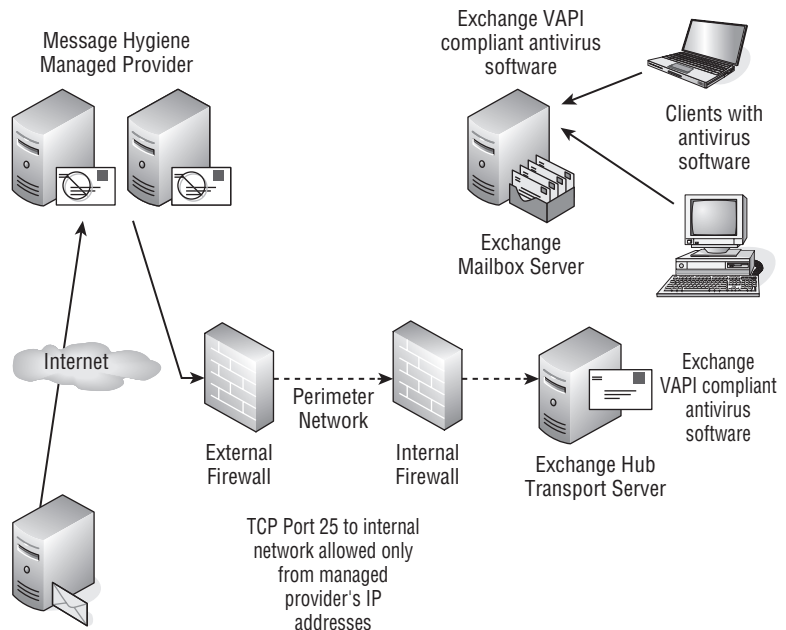 Message Hygiene
Managed Provider
Exchange VAPI
compliant antivirus
software
Clients with
antivirus
software
Exchange
Mailbox Server
Internet
External
Firewall
Perimeter
Network
Internal
Firewall
Exchange Hub
Transport Server
Exchange
VAPI compliant
antivirus
software
TCP Port 25 to internal
network allowed only
from managed
provider's IP
addresses